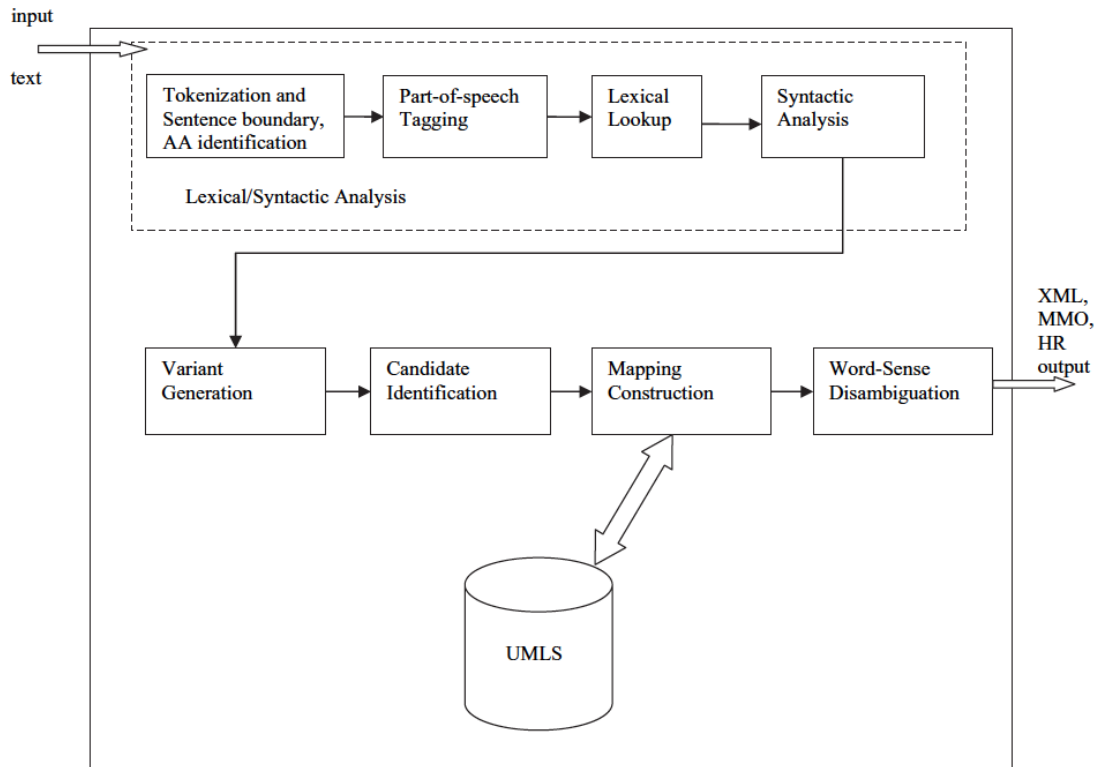 input
text
Tokenization and
Sentence boundary,
AA identification
Part-of-speech
Tagging
Lexical
Lookup
Syntactic
Analysis
Lexical/Syntactic Analysis
Variant
Generation
Candidate
Identification
Mapping
Construction
Word-Sense
Disambiguation
XML,
MMO,
HR
output
UMLS